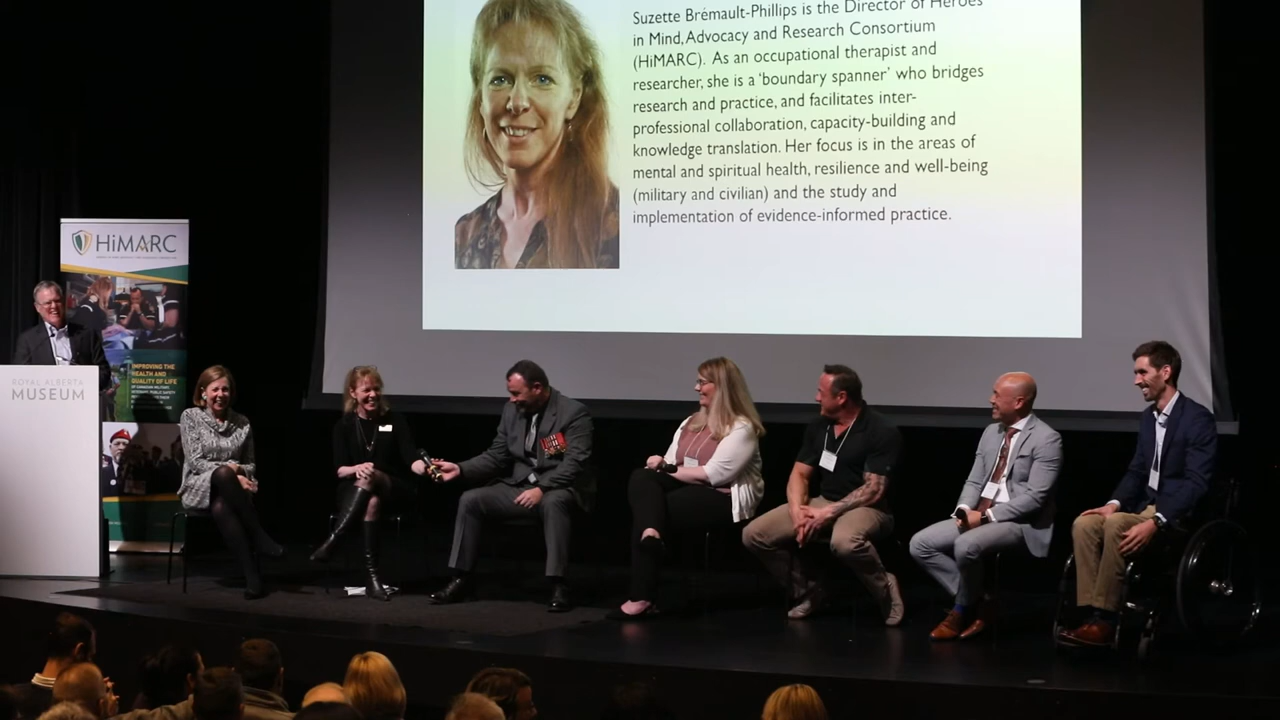 Suzette Brémault-Phillips is the Director of Heroes
in Mind, Advocacy and Research Consortium
(HiMARC). As an occupational therapist and
researcher, she is a ‘boundary spanner’ who bridges
research and practice, and facilitates inter-
professional collaboration, capacity-building and
knowledge translation. Her focus is in the areas of
mental and spiritual health, resilience and well-being
(military and civilian) and the study and
implementation of evidence-informed practice.
HiMARC
IMPROVING THE
HEALTH AND
QUALITY OF LIFE
ROYAL ALBERTA
MUSEUM